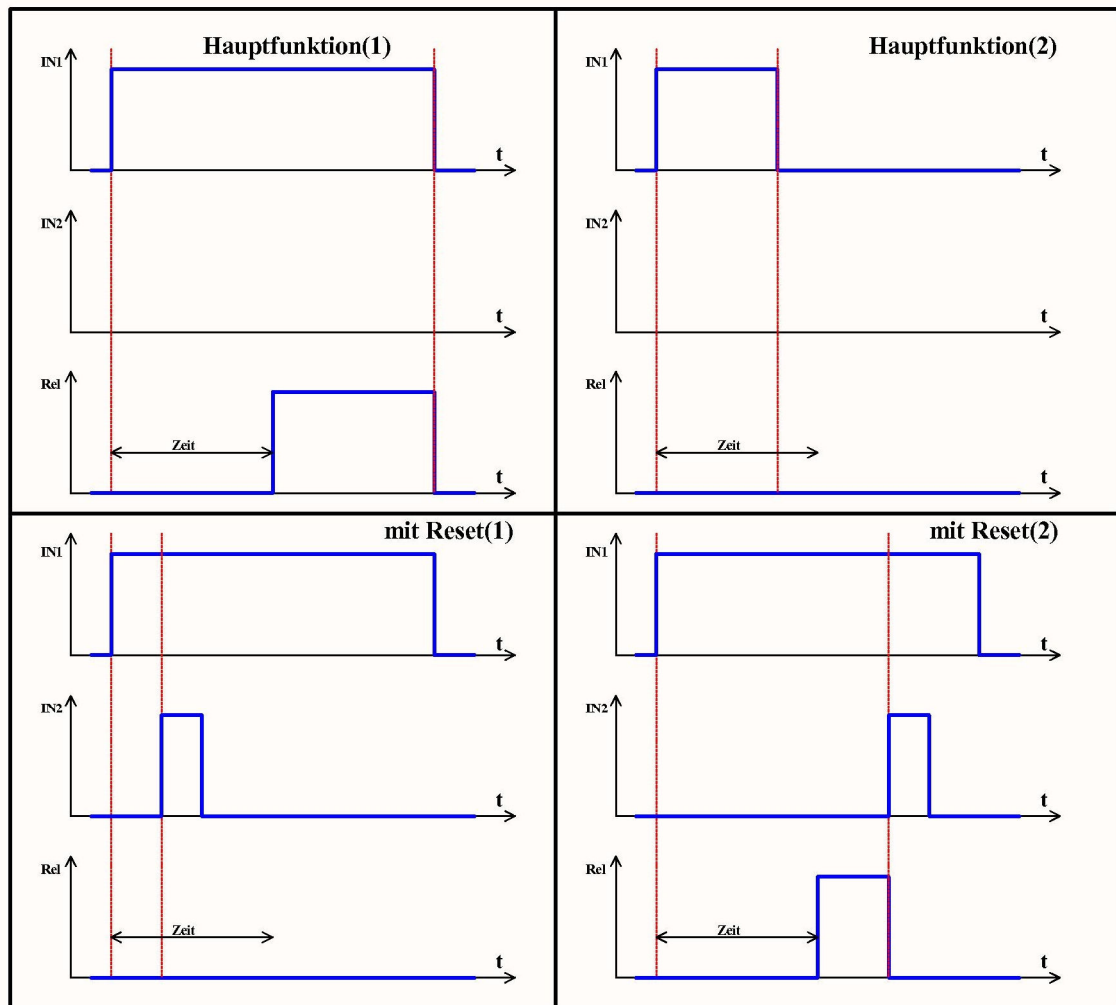 Hauptfunktion(1)
IN1
t
IN2
t
Rel
Zeit
t
Hauptfunktion(2)
IN1
t
IN2
t
Rel
Zeit
t
mit Reset(1)
IN1
t
IN2
t
Rel
Zeit
t
mit Reset(2)
IN1
t
IN2
t
Rel
Zeit
t